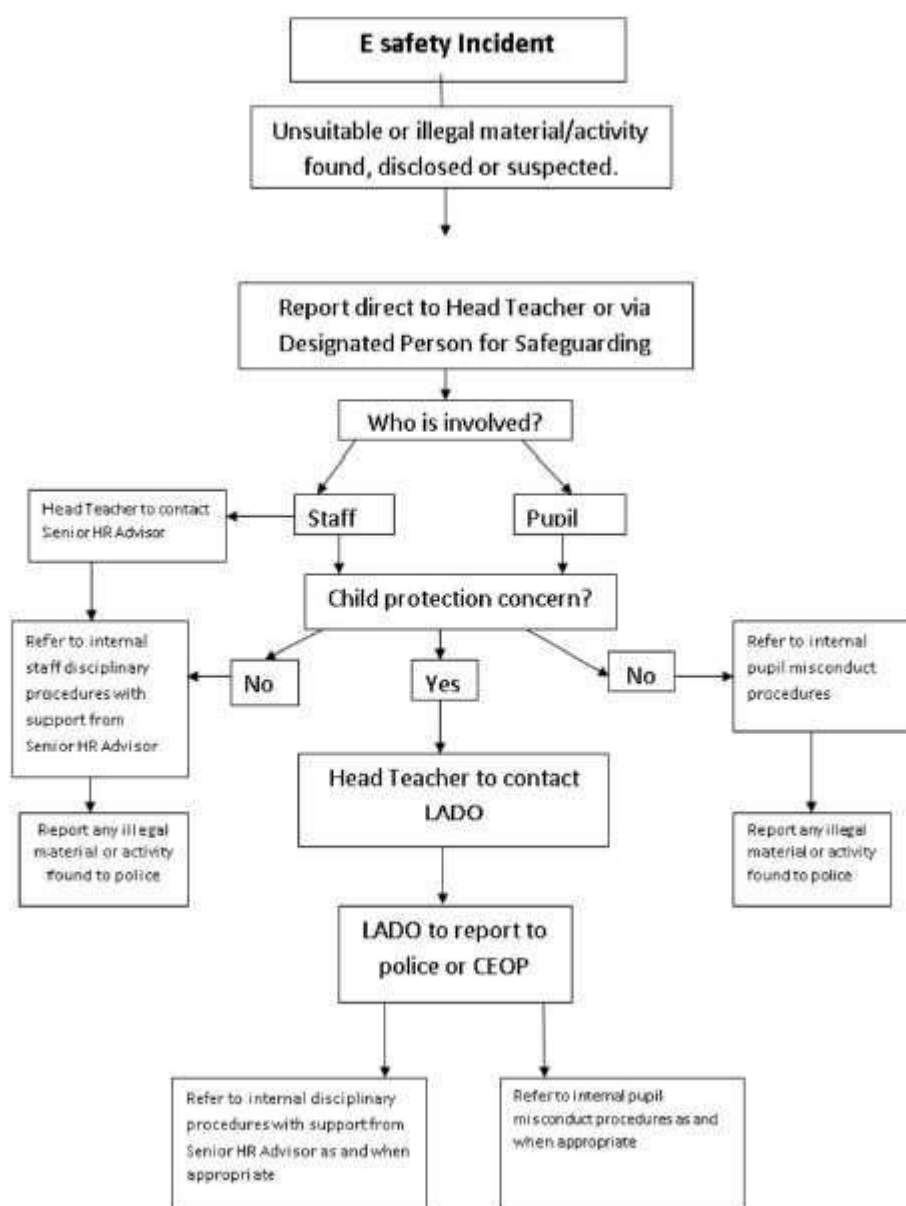 E safety Incident
Unsuitable or illegal material/activity
found, disclosed or suspected.
Report direct to Head Teacher or via
Designated Person for Safeguarding
Who is involved?
Head Teacher to contact
Senior HR Advisor
Staff
Pupil
Child protection concern?
Refer to internal
staff disciplinary
procedures with
support from
Senior HR Advisor
No
Yes
No
Refer to internal
pupil misconduct
procedures
Head Teacher to contact
LADO
Report any illegal
material or activity
found to police
Report any illegal
material or activity
found to police
LADO to report to
police or CEOP
Refer to internal disciplinary
procedures with support from
Senior HR Advisor as and when
appropriate
Refer to internal pupil
misconduct procedures as and
when appropriate